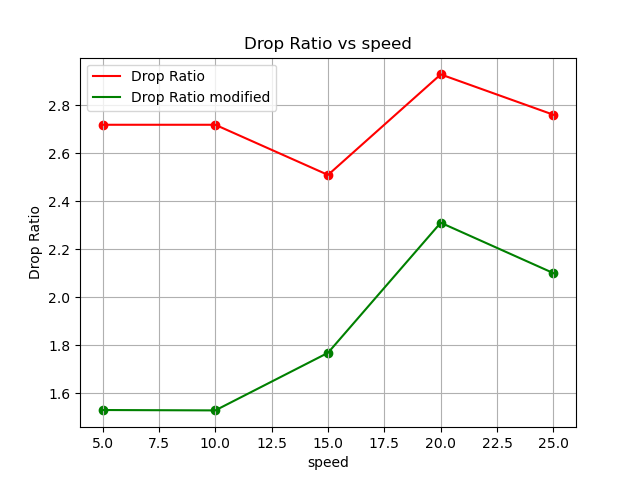 Drop Ratio vs speed
Drop Ratio
Drop Ratio modified
Drop Ratio
2.8
2.6
2.4
2.2
2.0
1.8
1.6
5.0 7.5 10.0 12.5 15.0 17.5 20.0 22.5 25.0
speed